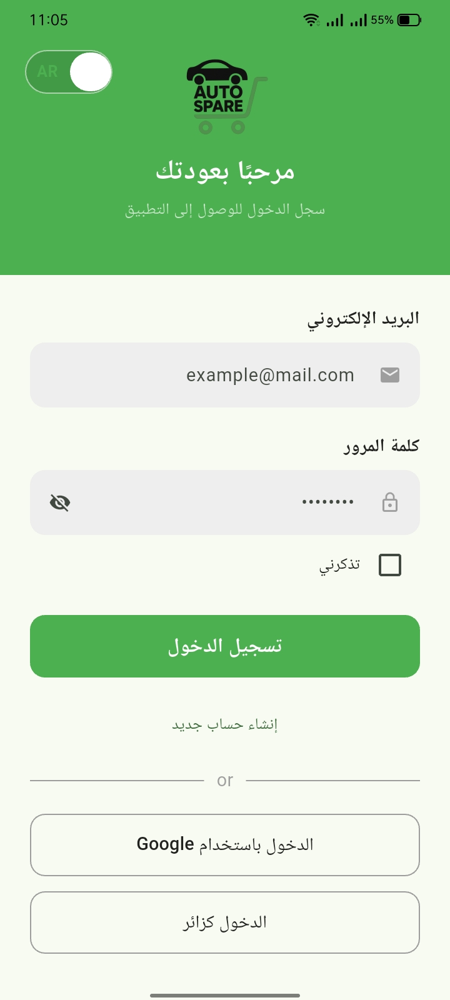 11:05
55%
AR
AUTO
SPARE
مرحبًا بعودتك
سجل الدخول للوصول إلى التطبيق
البريد الإلكتروني
example@mail.com
كلمة المرور
••••••••
تذكرني
تسجيل الدخول
إنشاء حساب جديد
or
الدخول باستخدام Google
الدخول كزائر